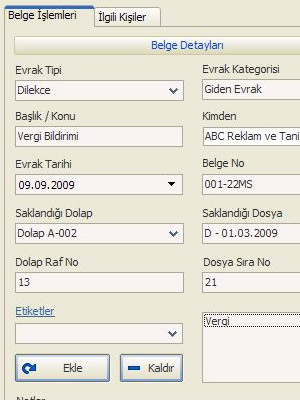 Belge İşlemleri İlgili Kişiler
Belge Detayları
Evrak Tipi Evrak Kategorisi
Dilekce Giden Evrak
Başlık / Konu Kimden
Vergi Bildirimi ABC Reklam ve Tani
Evrak Tarihi Belge No
09.09.2009 001-22MS
Saklandığı Dolap Saklandığı Dosya
Dolap A-002 D - 01.03.2009
Dolap Raf No Dosya Sıra No
13 21
Etiketler
Vergi
Ekle Kaldır
Notlar